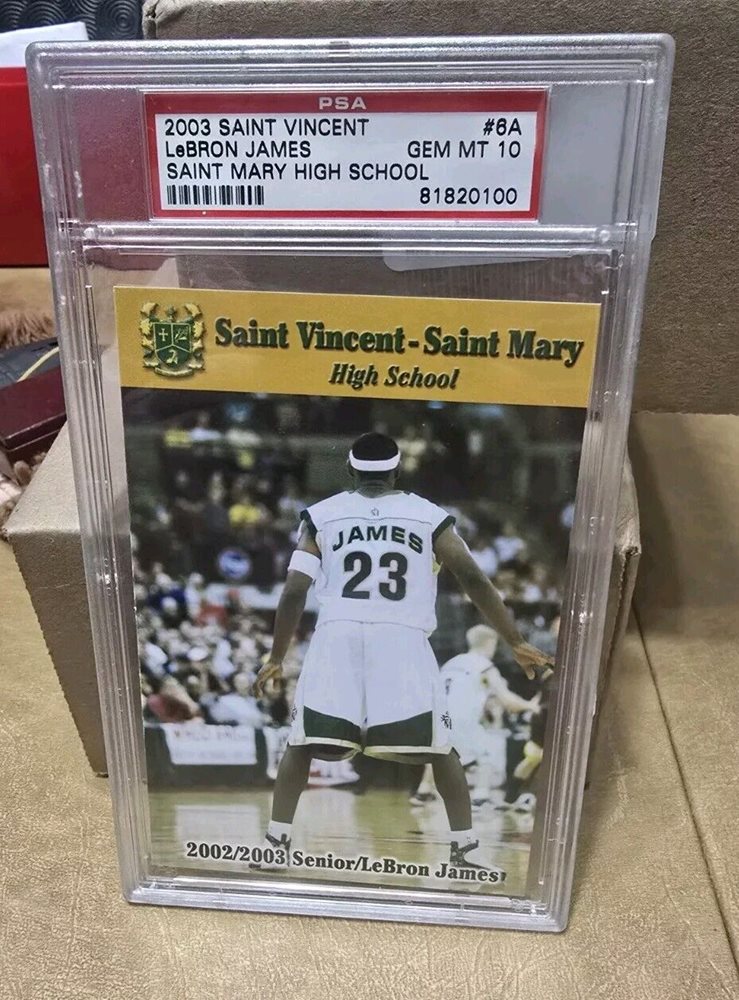 PSA
2003 SAINT VINCENT #6A
LeBRON JAMES GEM MT 10
SAINT MARY HIGH SCHOOL
81820100
Saint Vincent-Saint Mary
High School
JAMES
23
2002/2003 Senior/LeBron James